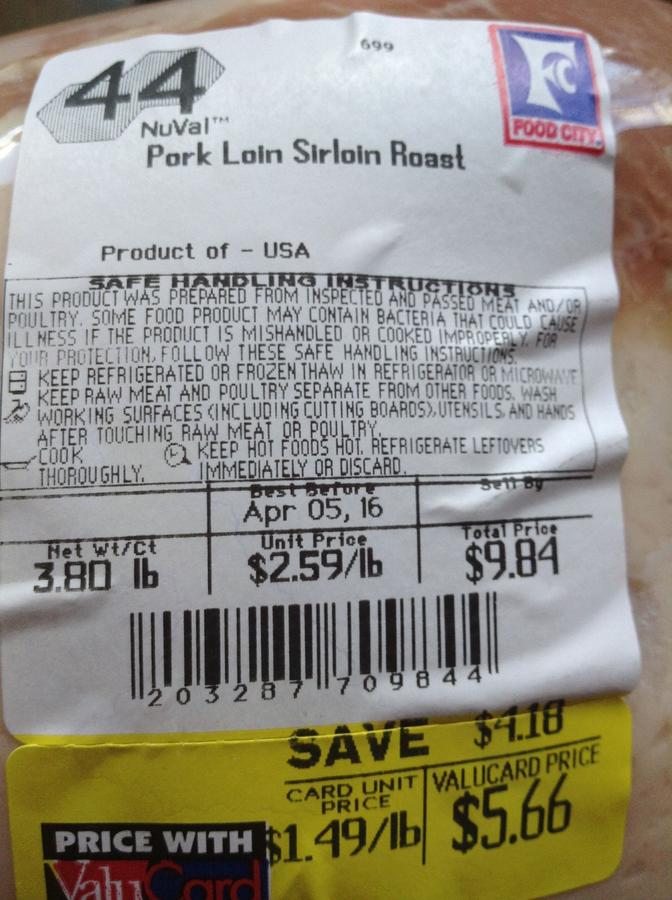 699
44
NuVal™
FC
FOOD CITY.
Pork Loin Sirloin Roast
Product of - USA
SAFE HANDLING INSTRUCTIONS
THIS PRODUCT WAS PREPARED FROM INSPECTED AND PASSED MEAT AND/OR
POULTRY. SOME FOOD PRODUCT MAY CONTAIN BACTERIA THAT COULD CAUSE
ILLNESS IF THE PRODUCT IS MISHANDLED OR COOKED IMPROPERLY. FOR
YOUR PROTECTION, FOLLOW THESE SAFE HANDLING INSTRUCTIONS.
KEEP REFRIGERATED OR FROZEN THAW IN REFRIGERATOR OR MICROWAVE
KEEP RAW MEAT AND POULTRY SEPARATE FROM OTHER FOODS. WASH
WORKING SURFACES (INCLUDING CUTTING BOARDS), UTENSILS, AND HANDS
AFTER TOUCHING RAW MEAT OR POULTRY.
COOK THOROUGHLY.
KEEP HOT FOODS HOT. REFRIGERATE LEFTOVERS
IMMEDIATELY OR DISCARD.
Best Before
Sell By
Apr 05, 16
Net Wt/Ct
Unit Price
Total Price
3.80 lb
$2.59/lb
$9.84
203287 709844
SAVE $4.18
CARD UNIT PRICE
VALUCARD PRICE
$1.49/lb
$5.66
PRICE WITH
ValuCard